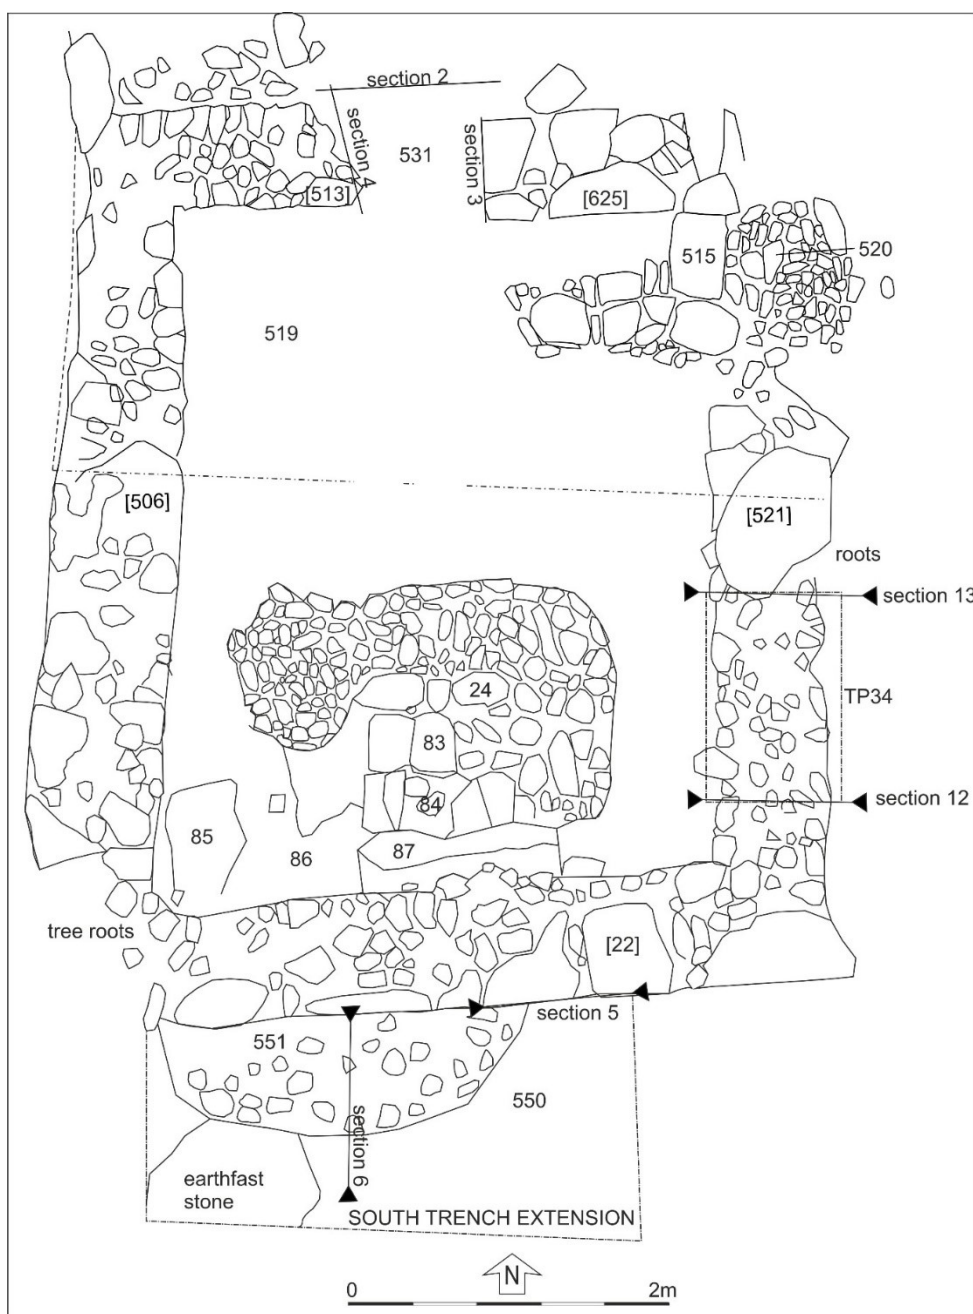 section 2
section 4
531
section 3
[513]
[625]
515
520
519
[506]
[521]
roots
section 13
24
TP34
83
84
section 12
85
86
87
tree roots
[22]
section 5
551
550
section 6
earthfast
stone
SOUTH TRENCH EXTENSION
N
0
2m